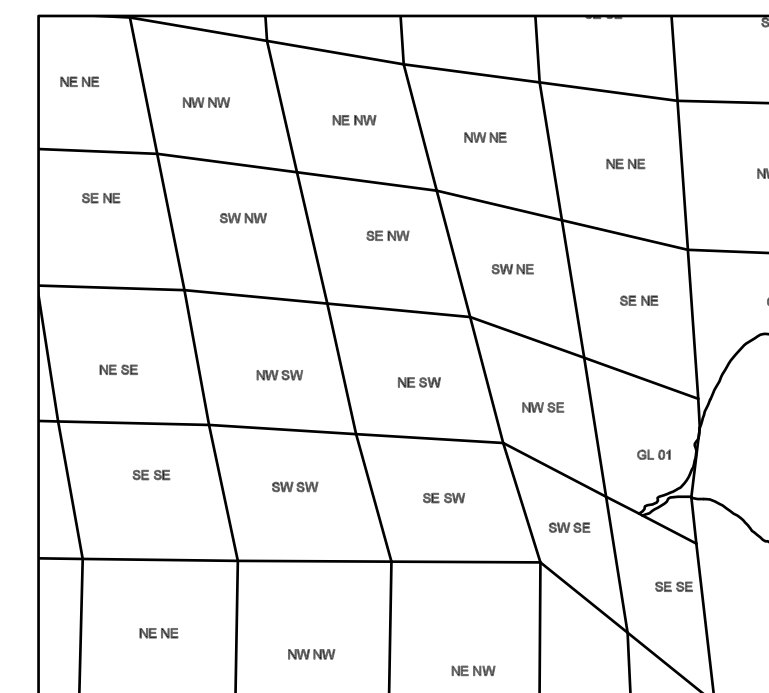 NE NE
NW NW
NE NW
NW NE
NE NE
SE NE
SW NW
SE NW
SW NE
SE NE
NE SE
NW SW
NE SW
NW SE
GL 01
SE SE
SW SW
SE SW
SW SE
SE SE
NE NE
NW NW
NE NW